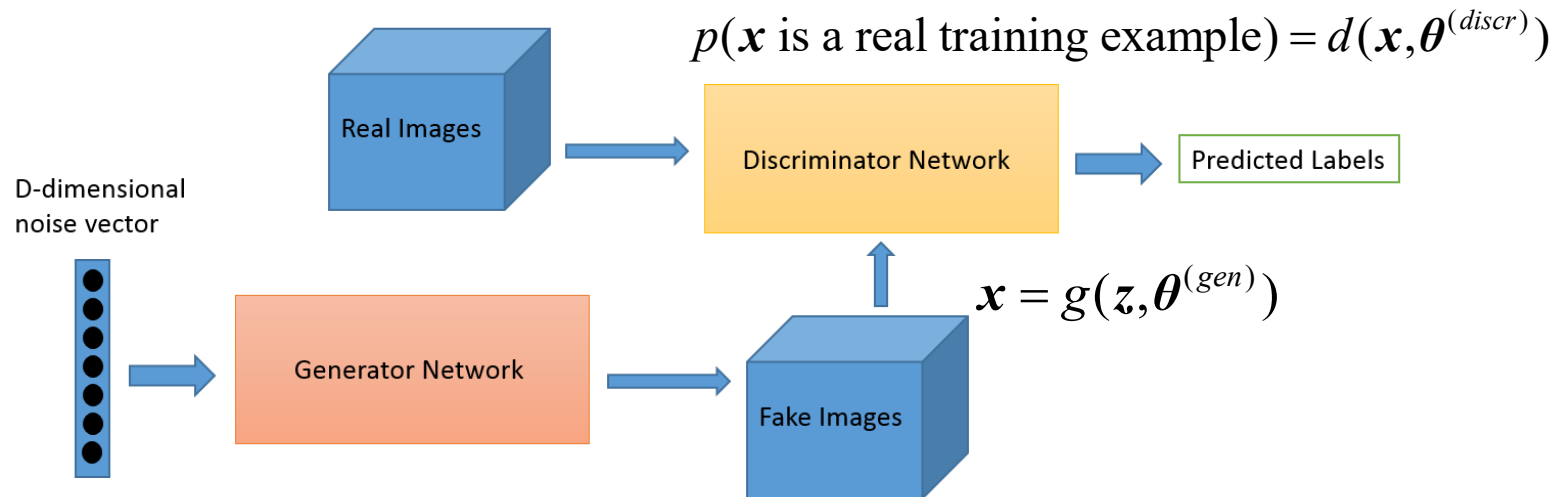 p(x is a real training example) = d(x,θ^(discr))
Real Images
Discriminator Network
Predicted Labels
D-dimensional
noise vector
x = g(z,θ^(gen))
Generator Network
Fake Images